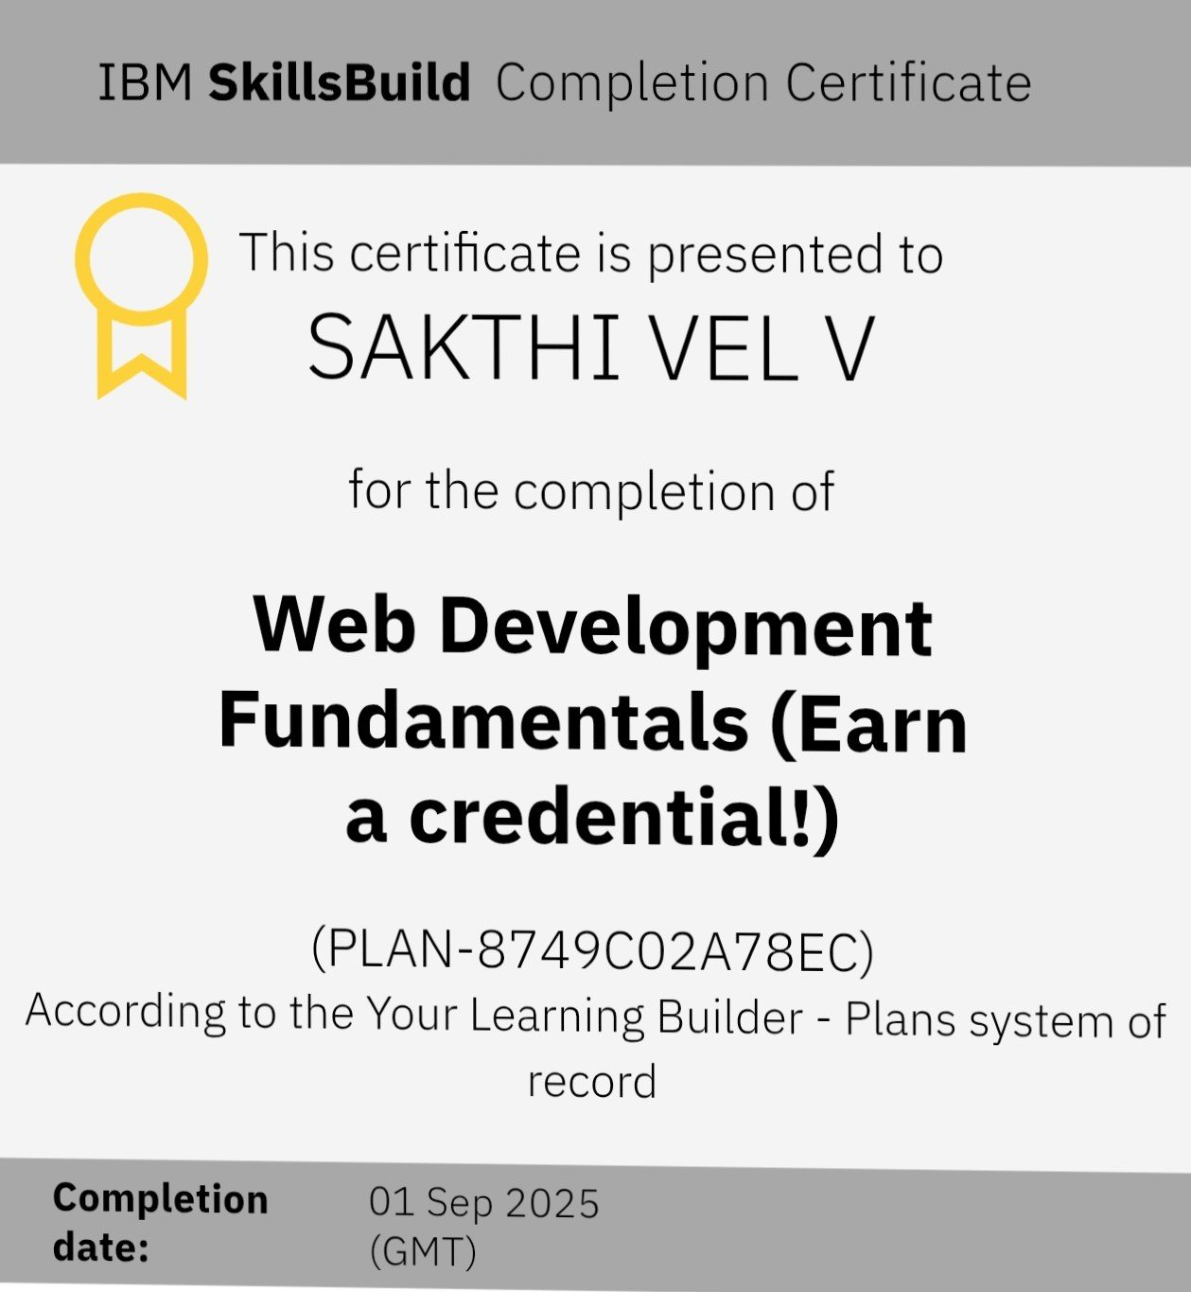 IBM SkillsBuild Completion Certificate
This certificate is presented to
SAKTHI VEL V
for the completion of
Web Development
Fundamentals (Earn
a credential!)
(PLAN-8749C02A78EC)
According to the Your Learning Builder - Plans system of
record
Completion
date:
01 Sep 2025
(GMT)